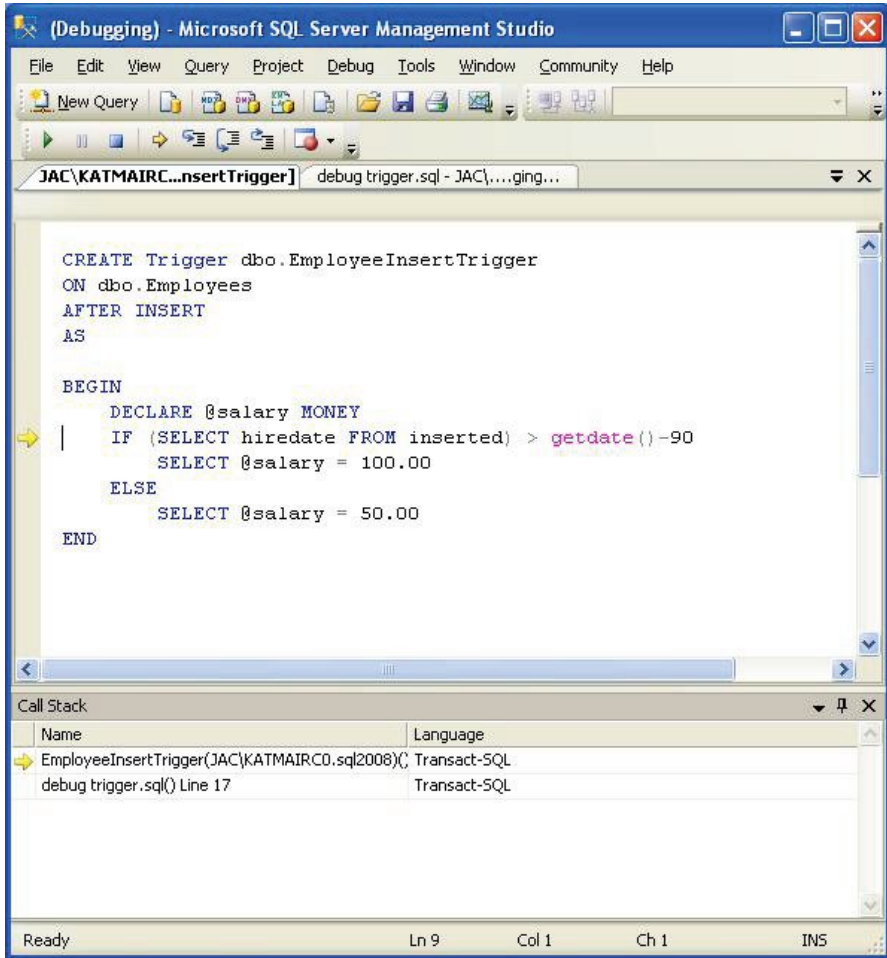 (Debugging) - Microsoft SQL Server Management Studio
File Edit View Query Project Debug Tools Window Community Help
New Query
JAC\KATMAIRC...nsertTrigger] debug trigger.sql - JAC\....ging...
CREATE Trigger dbo.EmployeeInsertTrigger
ON dbo.Employees
AFTER INSERT
AS
BEGIN
DECLARE @salary MONEY
IF (SELECT hiredate FROM inserted) > getdate()-90
SELECT @salary = 100.00
ELSE
SELECT @salary = 50.00
END
Call Stack
Name Language
EmployeeInsertTrigger(JAC\KATMAIRC0.sql2008)() Transact-SQL
debug trigger.sql() Line 17 Transact-SQL
Ready Ln 9 Col 1 Ch 1 INS